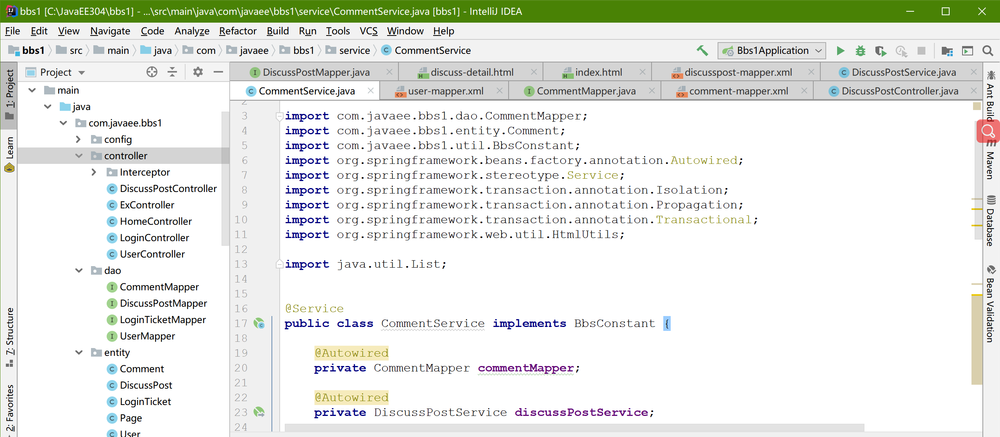 bbs1 [C:\JavaEE304\bbs1] - ...\src\main\java\com\javaee\bbs1\service\CommentService.java [bbs1] - IntelliJ IDEA
File Edit View Navigate Code Analyze Refactor Build Run Tools VCS Window Help
bbs1 src main java com javaee bbs1 service CommentService Bbs1Application
Project
DiscussPostMapper.java discuss-detail.html index.html discusspost-mapper.xml DiscussPostService.java
CommentService.java user-mapper.xml CommentMapper.java comment-mapper.xml DiscussPostController.java
1: Project
Learn
7: Structure
2: Favorites
main
java
com.javaee.bbs1
config
controller
Interceptor
DiscussPostController
ExController
HomeController
LoginController
UserController
dao
CommentMapper
DiscussPostMapper
LoginTicketMapper
UserMapper
entity
Comment
DiscussPost
LoginTicket
Page
User
2
3 import com.javaee.bbs1.dao.CommentMapper;
4 import com.javaee.bbs1.entity.Comment;
5 import com.javaee.bbs1.util.BbsConstant;
6 import org.springframework.beans.factory.annotation.Autowired;
7 import org.springframework.stereotype.Service;
8 import org.springframework.transaction.annotation.Isolation;
9 import org.springframework.transaction.annotation.Propagation;
10 import org.springframework.transaction.annotation.Transactional;
11 import org.springframework.web.util.HtmlUtils;
12
13 import java.util.List;
14
15
16 @Service
17 public class CommentService implements BbsConstant {
18
19 @Autowired
20 private CommentMapper commentMapper;
21
22 @Autowired
23 private DiscussPostService discussPostService;
24
Ant Build
Maven
Database
Bean Validation